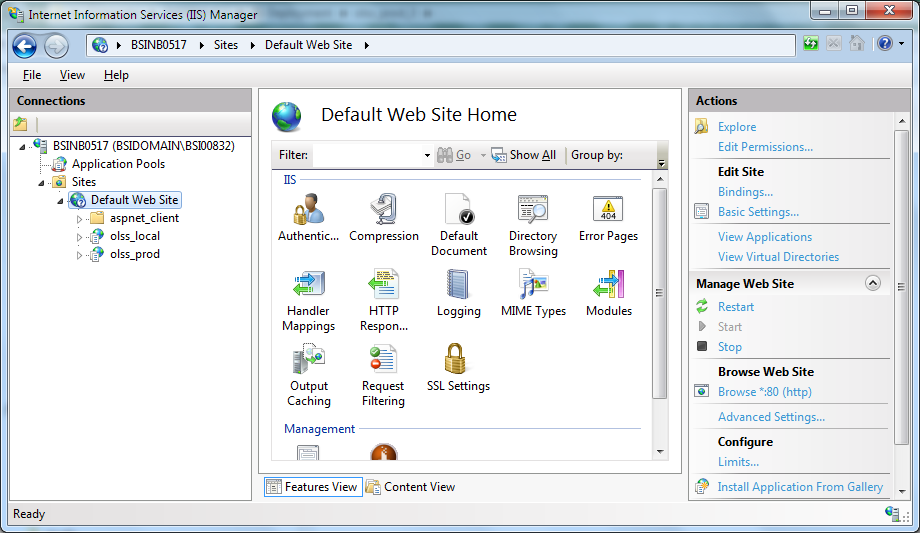 Internet Information Services (IIS) Manager
BSINB0517 Sites Default Web Site
File View Help
Connections
BSINB0517 (BSIDOMAIN\BSI00832)
Application Pools
Sites
Default Web Site
aspnet_client
olss_local
olss_prod
Default Web Site Home
Filter: Go Show All Group by:
IIS
Authentic... Compression Default Document Directory Browsing Error Pages
404
Handler Mappings HTTP Respon... Logging MIME Types Modules
Output Caching Request Filtering SSL Settings
Management
Features View Content View
Actions
Explore
Edit Permissions...
Edit Site
Bindings...
Basic Settings...
View Applications
View Virtual Directories
Manage Web Site
Restart
Start
Stop
Browse Web Site
Browse *:80 (http)
Advanced Settings...
Configure
Limits...
Install Application From Gallery
Ready